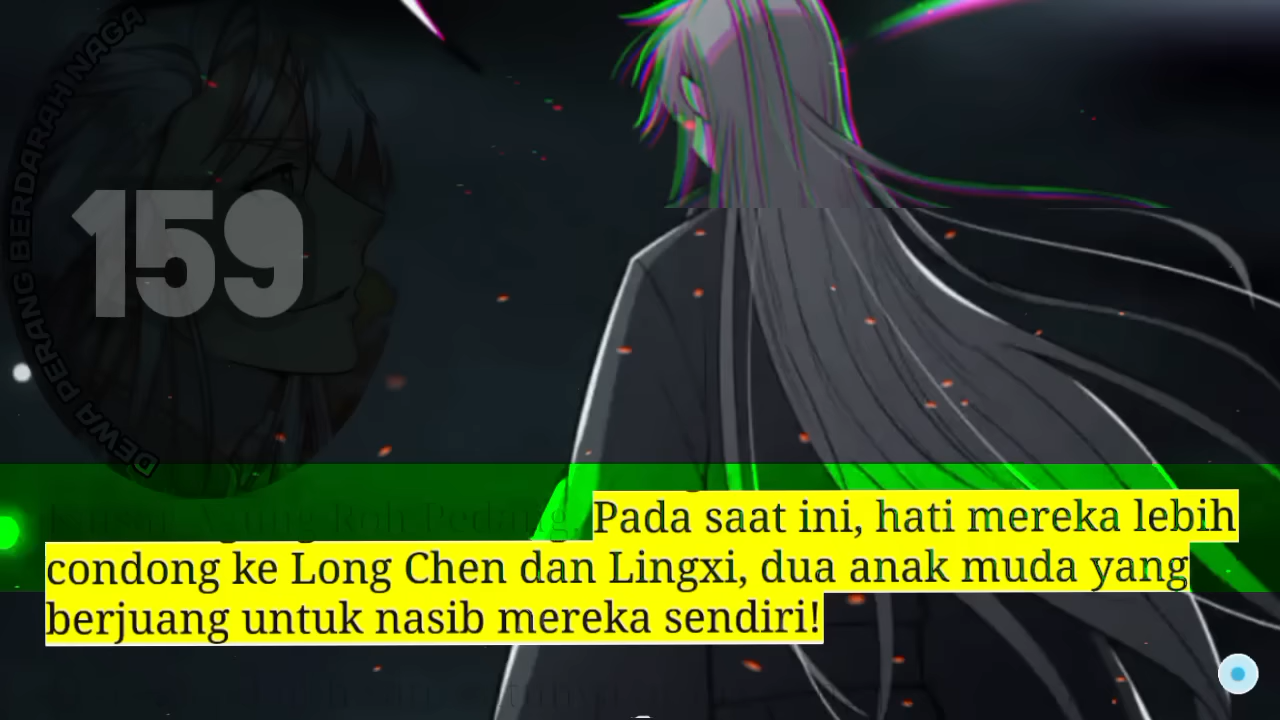 DEWA PERANG BERDARAH NAGA
159
Pada saat ini, hati mereka lebih
condong ke Long Chen dan Lingxi, dua anak muda yang
berjuang untuk nasib mereka sendiri!